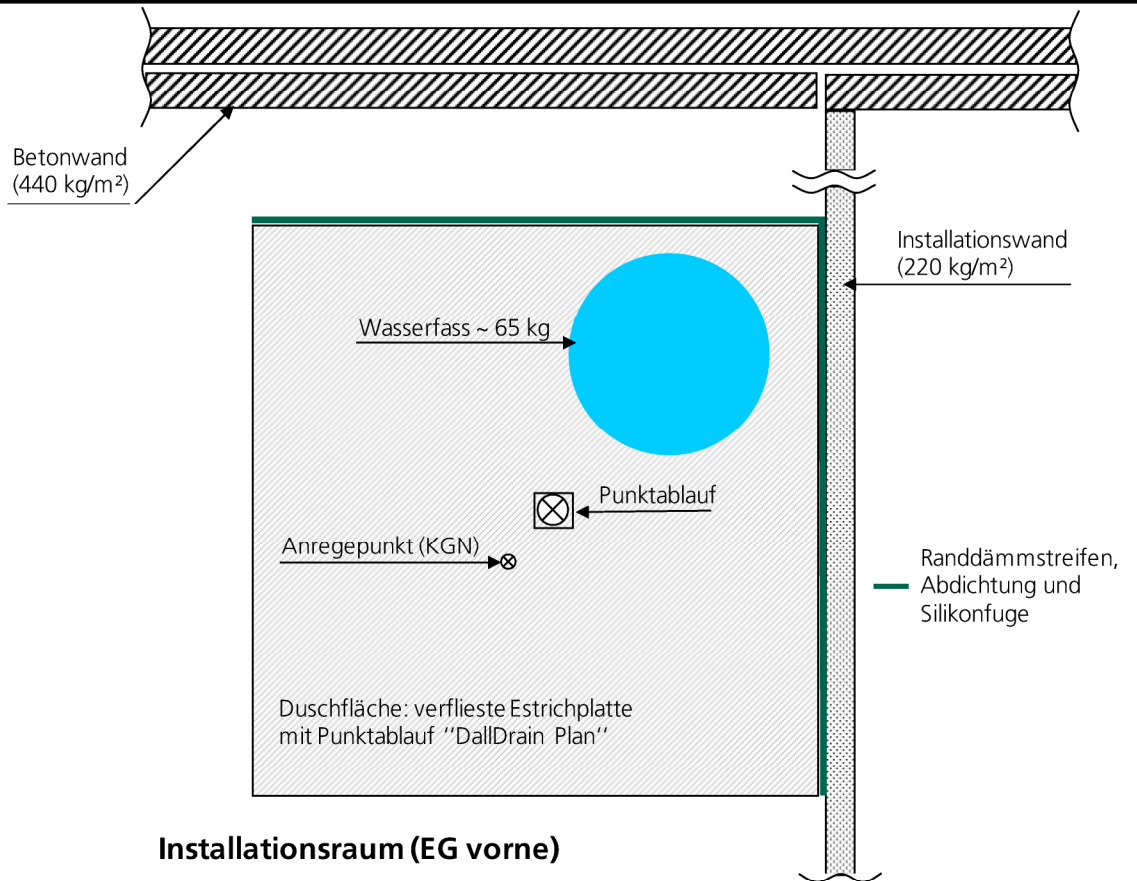 Betonwand
(440 kg/m²)
Installationswand
(220 kg/m²)
Wasserfass ~ 65 kg
Punktablauf
Anregepunkt (KGN)
Randdämmstreifen,
Abdichtung und
Silikonfuge
Duschfläche: verflieste Estrichplatte
mit Punktablauf ‘‘DallDrain Plan‘‘
Installationsraum (EG vorne)